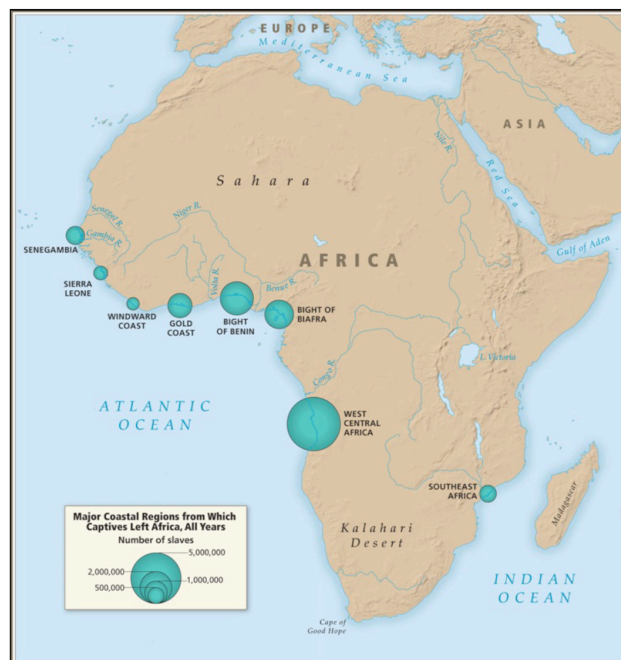 EUROPE
Mediterranean Sea
ASIA
Nile R.
Red Sea
Sahara
Senegal R.
Niger R.
Gambia R.
SENEGAMBIA
Gulf of Aden
AFRICA
SIERRA
LEONE
Volta R.
Benue R.
WINDWARD
COAST
GOLD
COAST
BIGHT
OF BENIN
BIGHT OF
BIAFRA
L. Victoria
Congo R.
ATLANTIC
OCEAN
WEST
CENTRAL
AFRICA
SOUTHEAST
AFRICA
Madagascar
Kalahari
Desert
INDIAN
OCEAN
Cape of
Good Hope
Major Coastal Regions from Which
Captives Left Africa, All Years
Number of slaves
5,000,000
2,000,000
1,000,000
500,000